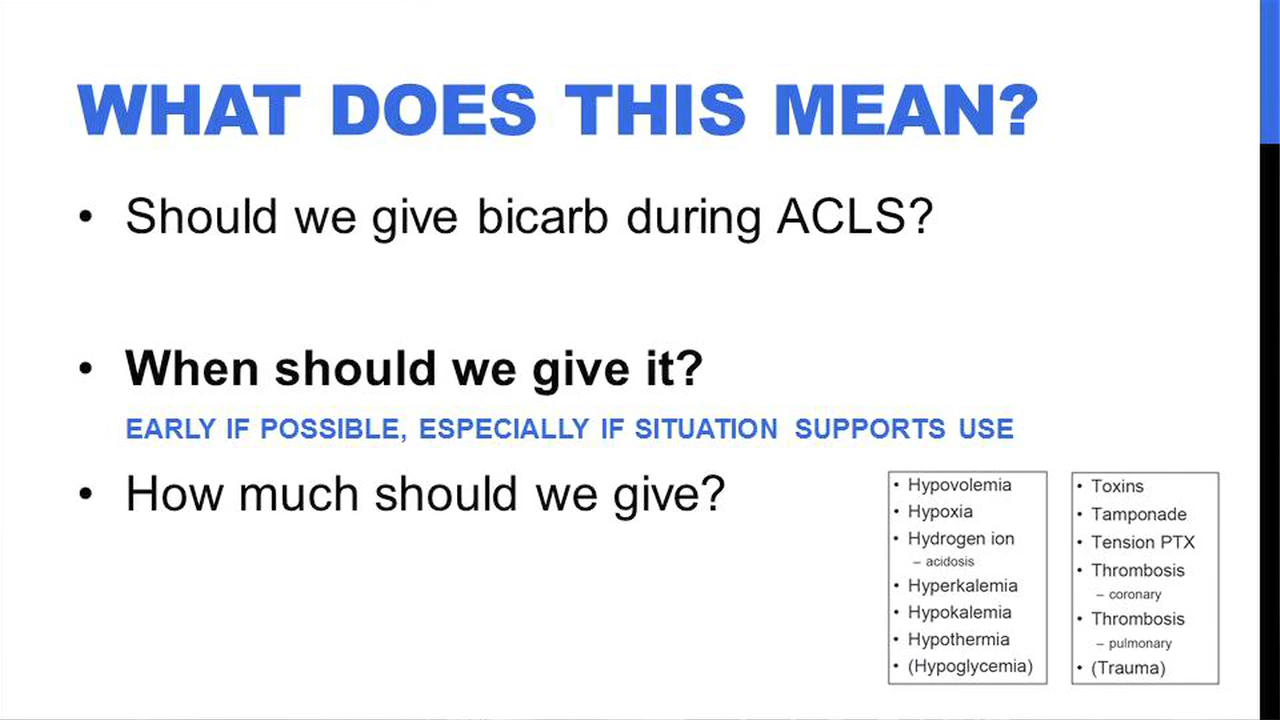 WHAT DOES THIS MEAN?
• Should we give bicarb during ACLS?
• When should we give it?
EARLY IF POSSIBLE, ESPECIALLY IF SITUATION SUPPORTS USE
• How much should we give?
• Hypovolemia
• Hypoxia
• Hydrogen ion
– acidosis
• Hyperkalemia
• Hypokalemia
• Hypothermia
• (Hypoglycemia)
• Toxins
• Tamponade
• Tension PTX
• Thrombosis
– coronary
• Thrombosis
– pulmonary
• (Trauma)